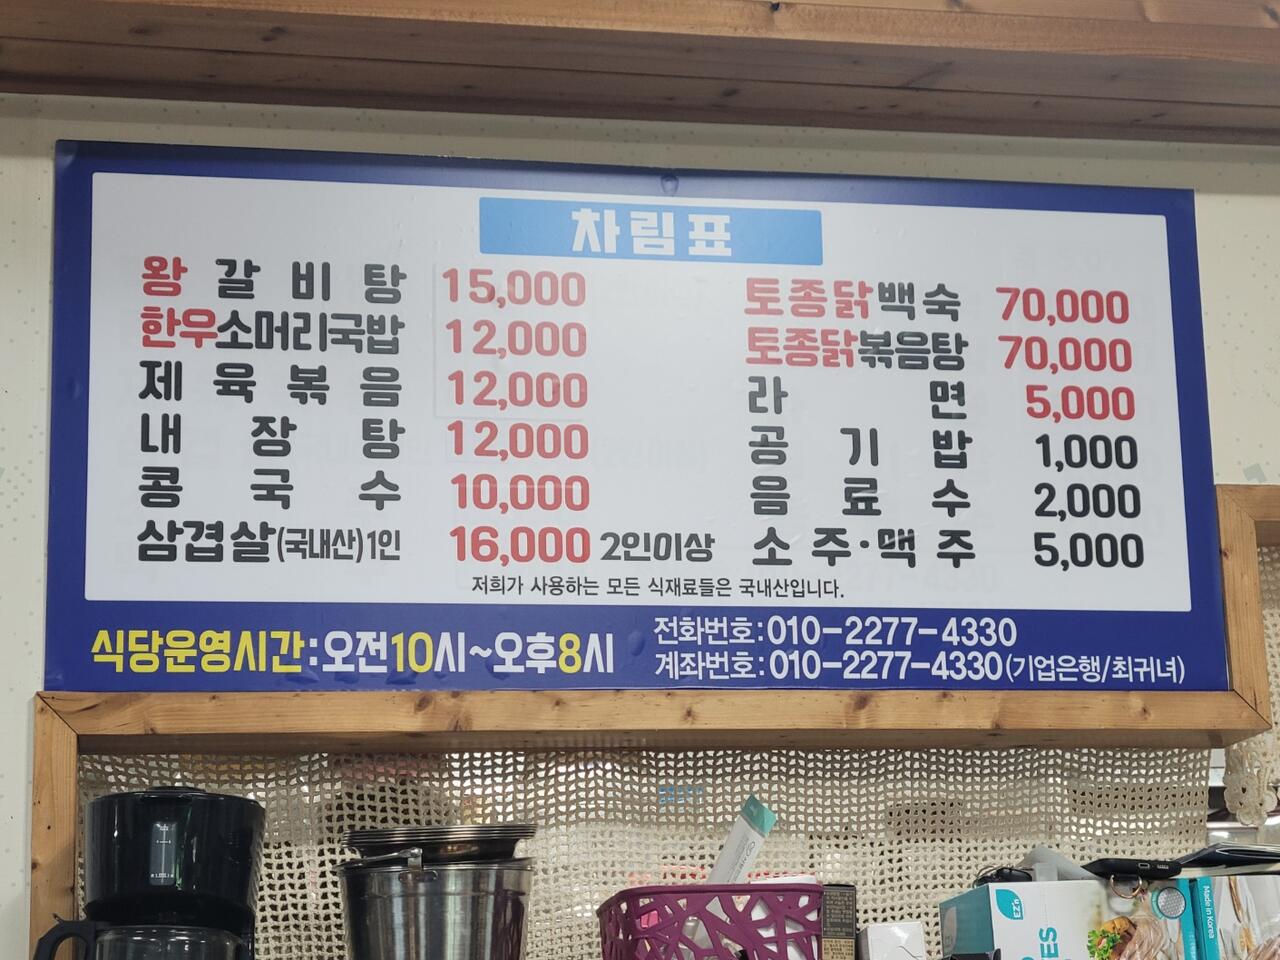 차림표
왕갈비탕 15,000
한우소머리국밥 12,000
제육볶음 12,000
내장탕 12,000
콩국수 10,000
삼겹살(국내산)1인 16,000 2인이상
토종닭백숙 70,000
토종닭볶음탕 70,000
라면 5,000
공기밥 1,000
음료수 2,000
소주·맥주 5,000
저희가 사용하는 모든 식재료들은 국내산입니다.
식당운영시간:오전10시~오후8시
전화번호:010-2277-4330
계좌번호:010-2277-4330(기업은행/최귀녀)
EZ'n
Made in Korea